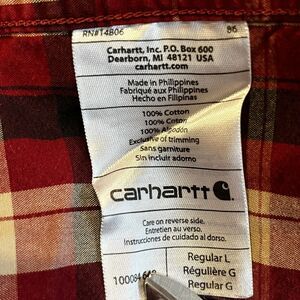 RN#14806 86
Carhartt, Inc. P.O. Box 600
Dearborn, MI 48121 USA
carhartt.com
Made in Philippines
Fabriqué aux Philippines
Hecho en Filipinas
100% Cotton
100% Coton
100% Algodón
Exclusive of trimming
Sans garniture
Sin incluir adorno
carhartt
Care on reverse side.
Entretien au verso.
Instrucciones de cuidado al dorso.
Regular L
Régulière G
Regular G